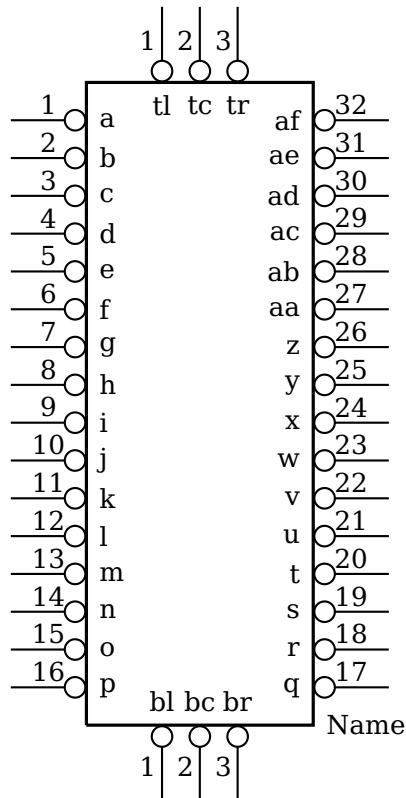 1 2 3
tl tc tr
1 a af 32
2 b ae 31
3 c ad 30
4 d ac 29
5 e ab 28
6 f aa 27
7 g z 26
8 h y 25
9 i x 24
10 j w 23
11 k v 22
12 l u 21
13 m t 20
14 n s 19
15 o r 18
16 p q 17
bl bc br
Name
1 2 3